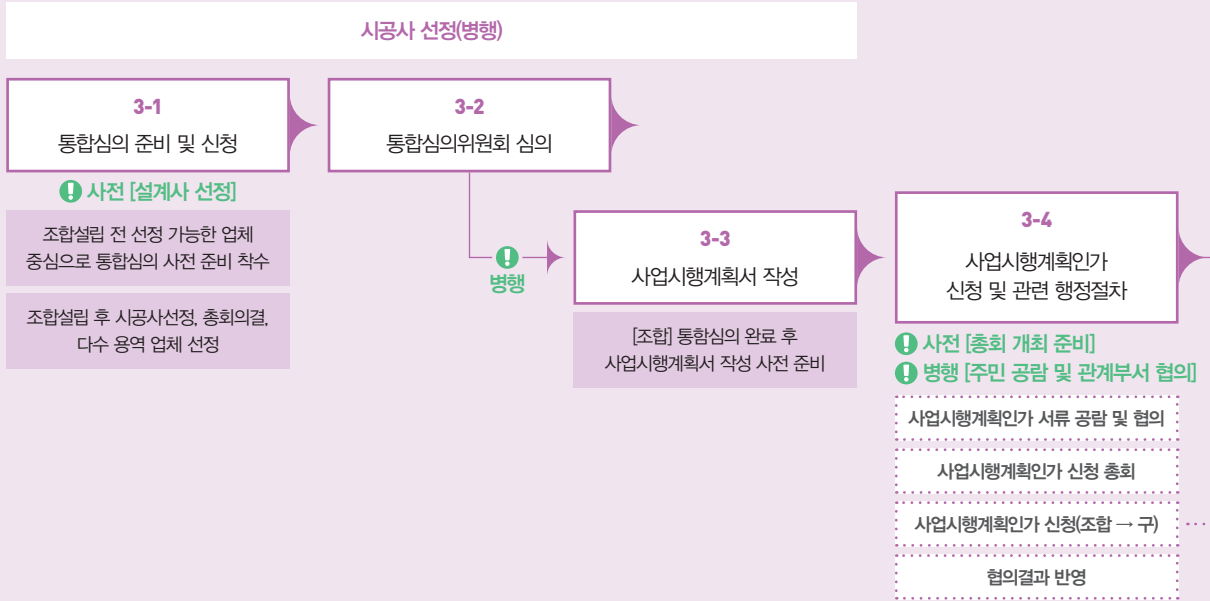 시공사 선정(병행)
3-1
통합심의 준비 및 신청
사전 [설계사 선정]
조합설립 전 선정 가능한 업체
중심으로 통합심의 사전 준비 착수
조합설립 후 시공사선정, 총회의결,
다수 용역 업체 선정
3-2
통합심의위원회 심의
병행
3-3
사업시행계획서 작성
[조합] 통합심의 완료 후
사업시행계획서 작성 사전 준비
3-4
사업시행계획인가
신청 및 관련 행정절차
사전 [총회 개최 준비]
병행 [주민 공람 및 관계부서 협의]
사업시행계획인가 서류 공람 및 협의
사업시행계획인가 신청 총회
사업시행계획인가 신청(조합 → 구)
협의결과 반영